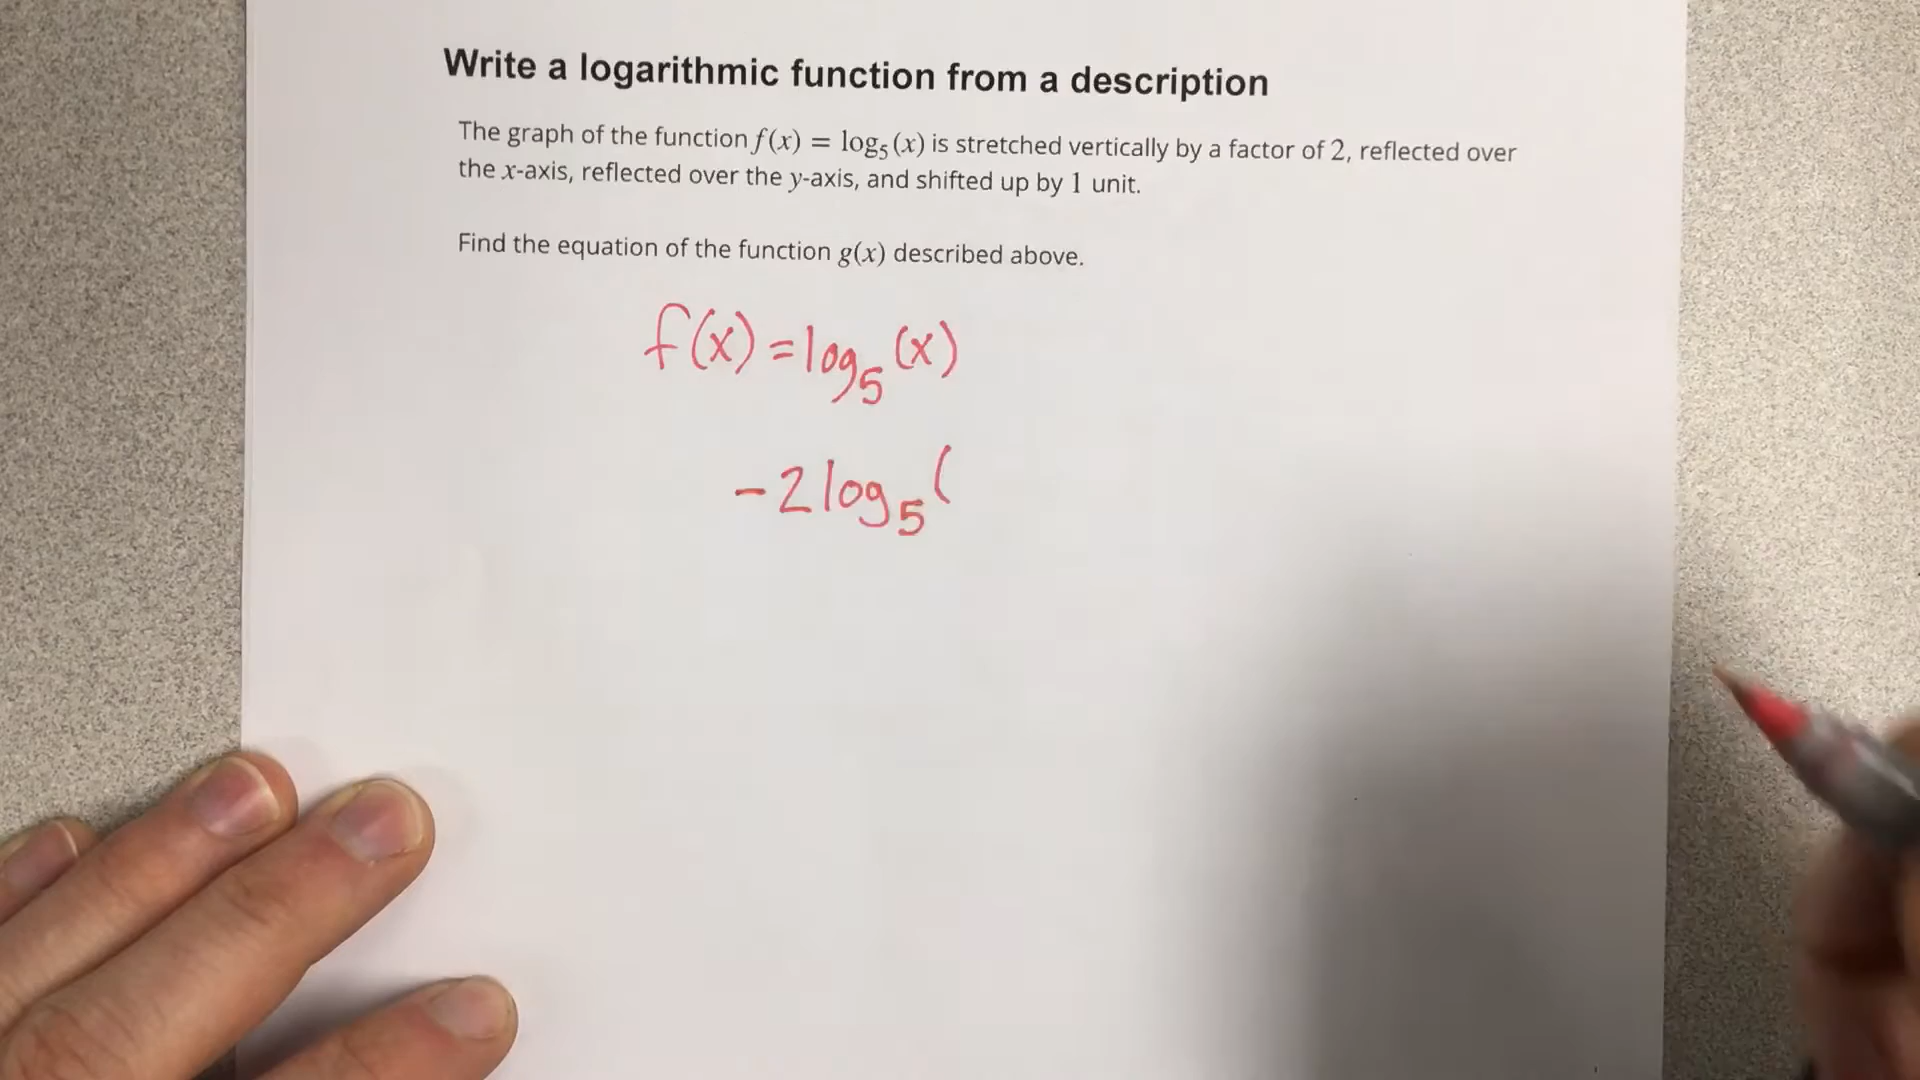 Write a logarithmic function from a description
The graph of the function f(x) = log₅(x) is stretched vertically by a factor of 2, reflected over
the x-axis, reflected over the y-axis, and shifted up by 1 unit.
Find the equation of the function g(x) described above.
f(x) = log₅(x)
-2log₅(